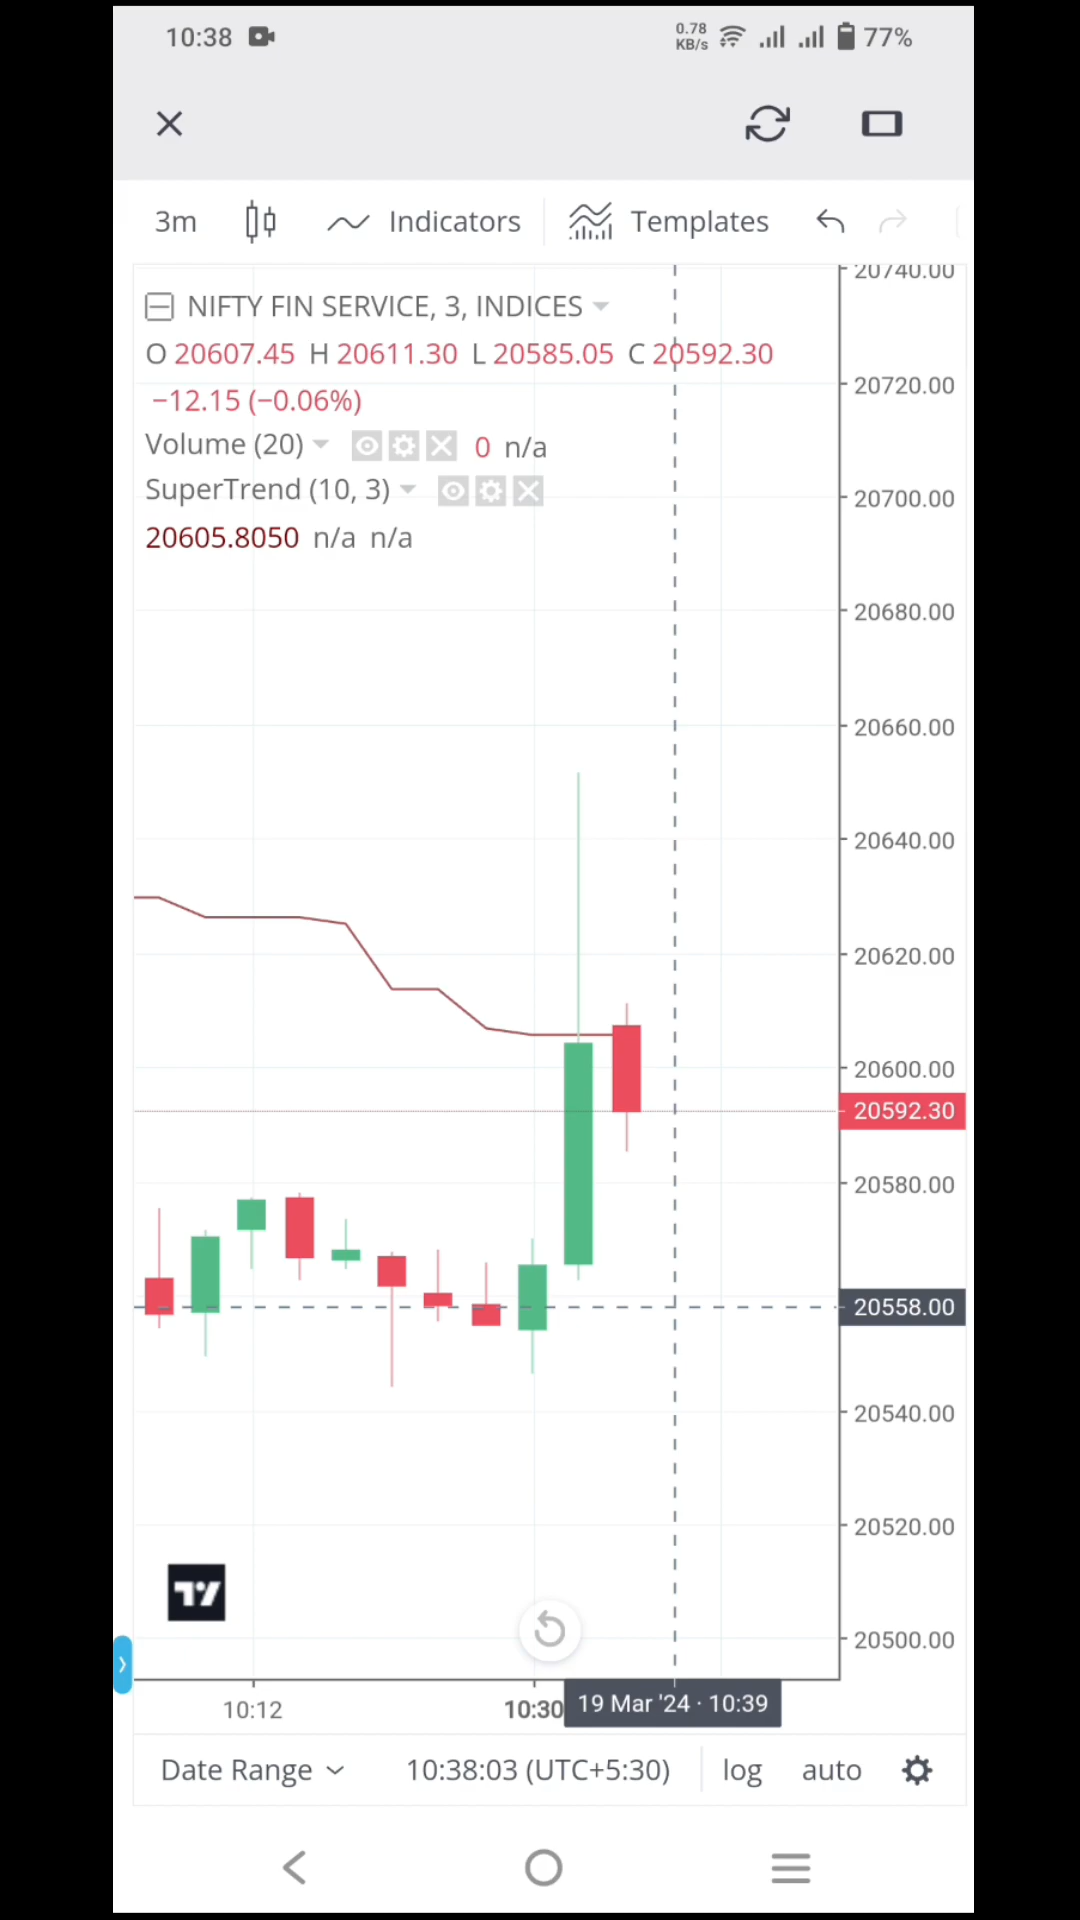 10:38 0.78 KB/s 77%
3m Indicators Templates
20740.00
NIFTY FIN SERVICE, 3, INDICES
O 20607.45 H 20611.30 L 20585.05 C 20592.30
−12.15 (−0.06%)
20720.00
Volume (20) 0 n/a
SuperTrend (10, 3)
20700.00
20605.8050 n/a n/a
20680.00
20660.00
20640.00
20620.00
20600.00
20592.30
20580.00
20558.00
20540.00
20520.00
20500.00
10:12 10:30 19 Mar '24 · 10:39
Date Range 10:38:03 (UTC+5:30) log auto